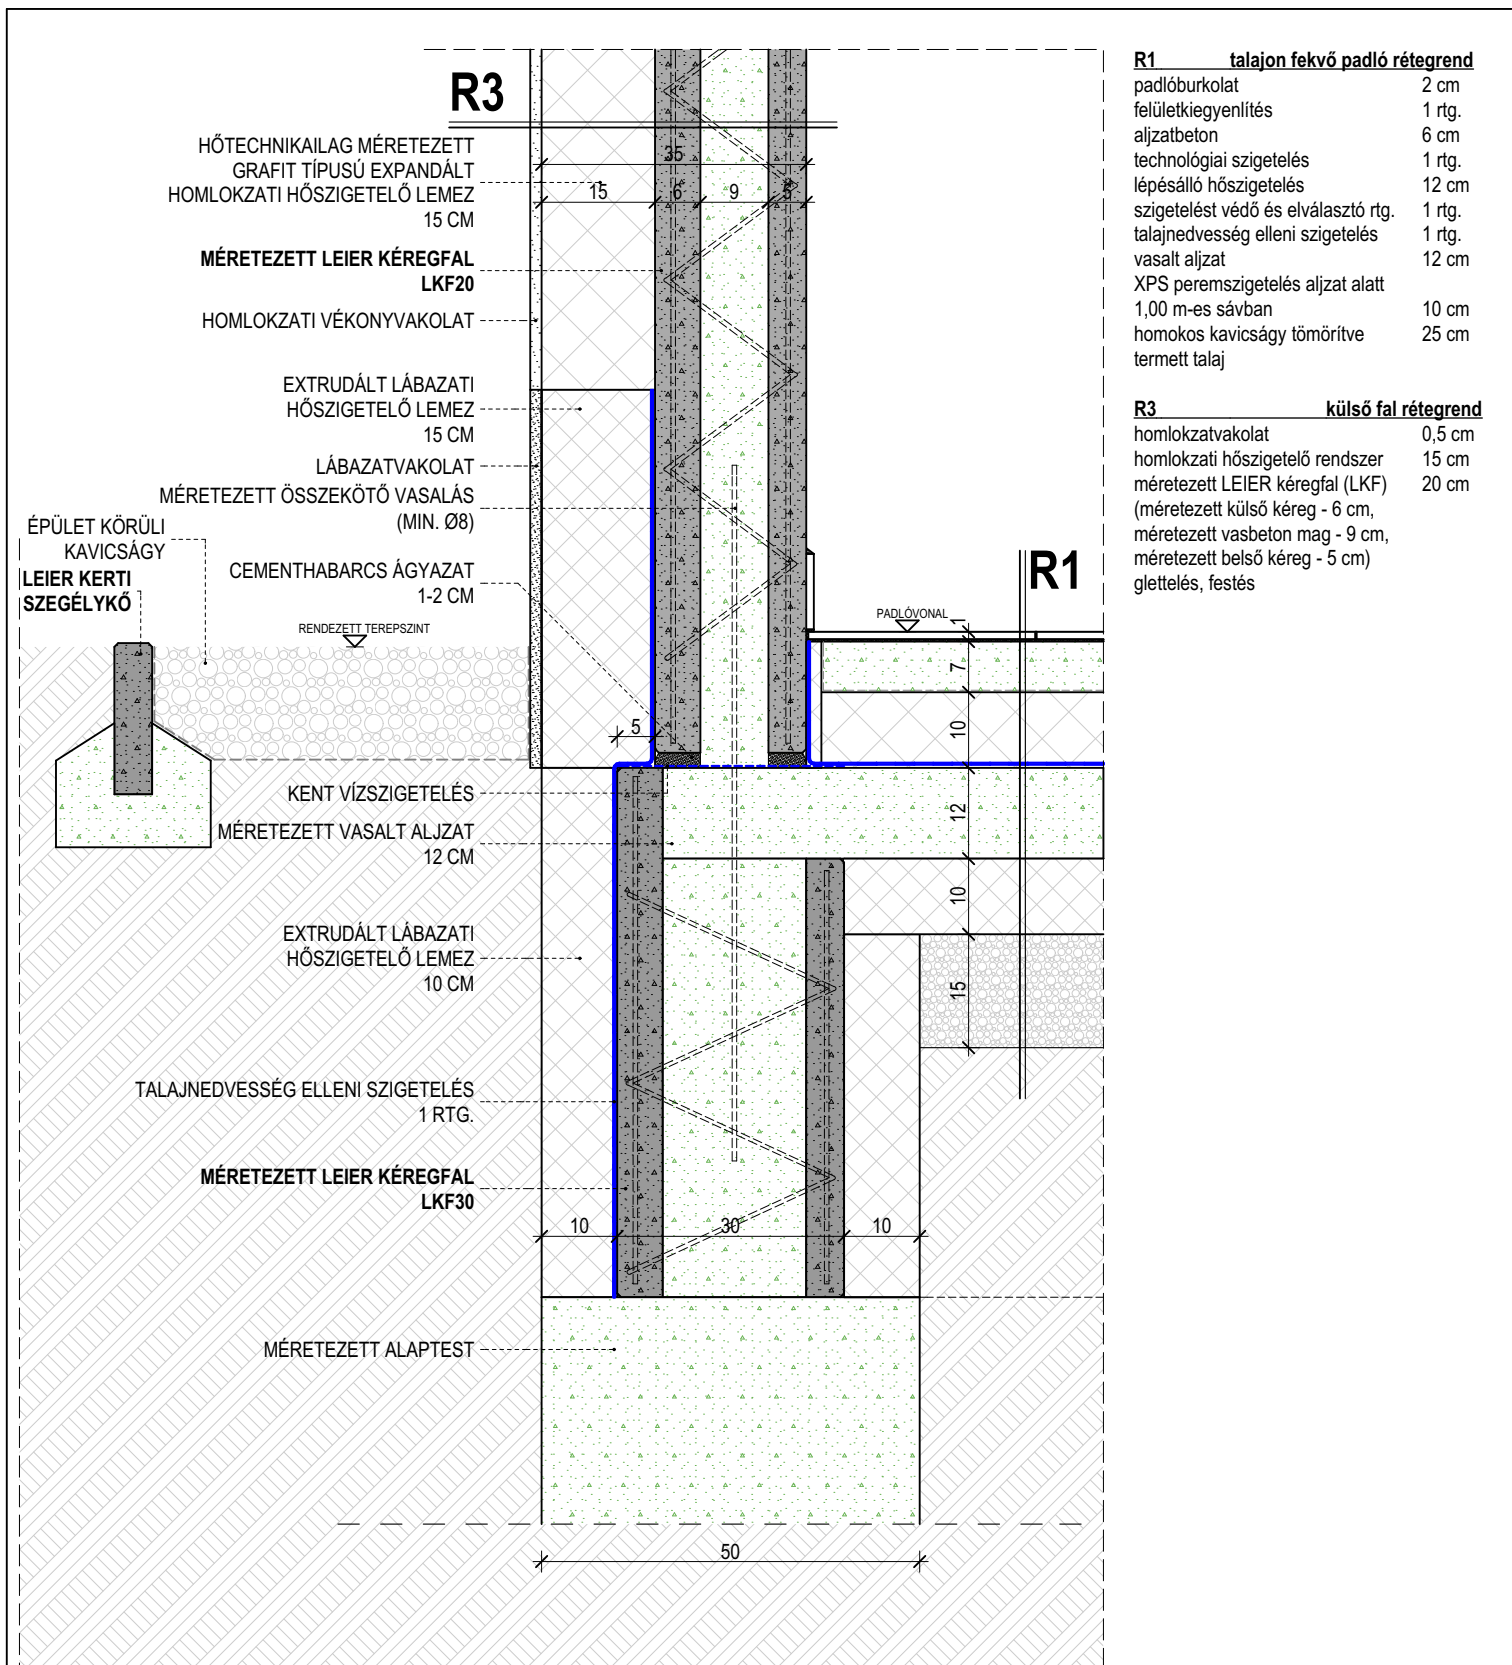 R3
HŐTECHNIKAILAG MÉRETEZETT
GRAFIT TÍPUSÚ EXPANDÁLT
HOMLOKZATI HŐSZIGETELŐ LEMEZ
15 CM
MÉRETEZETT LEIER KÉREGFAL
LKF20
HOMLOKZATI VÉKONYVAKOLAT
EXTRUDÁLT LÁBAZATI
HŐSZIGETELŐ LEMEZ
15 CM
LÁBAZATVAKOLAT
MÉRETEZETT ÖSSZEKÖTŐ VASALÁS
(MIN. Ø8)
ÉPÜLET KÖRÜLI
KAVICSÁGY
LEIER KERTI
SZEGÉLYKŐ
CEMENTHABARCS ÁGYAZAT
1-2 CM
RENDEZETT TEREPSZINT
KENT VÍZSZIGETELÉS
MÉRETEZETT VASALT ALJZAT
12 CM
EXTRUDÁLT LÁBAZATI
HŐSZIGETELŐ LEMEZ
10 CM
TALAJNEDVESSÉG ELLENI SZIGETELÉS
1 RTG.
MÉRETEZETT LEIER KÉREGFAL
LKF30
MÉRETEZETT ALAPTEST
35
15 6 9 5
5
R1
PADLÓVONAL
1
7
10
12
10
15
10 30 10
50
R1 talajon fekvő padló rétegrend
padlóburkolat 2 cm
felületkiegyenlítés 1 rtg.
aljzatbeton 6 cm
technológiai szigetelés 1 rtg.
lépésálló hőszigetelés 12 cm
szigetelést védő és elválasztó rtg. 1 rtg.
talajnedvesség elleni szigetelés 1 rtg.
vasalt aljzat 12 cm
XPS peremszigetelés aljzat alatt
1,00 m-es sávban 10 cm
homokos kavicságy tömörítve 25 cm
termett talaj
R3 külső fal rétegrend
homlokzatvakolat 0,5 cm
homlokzati hőszigetelő rendszer 15 cm
méretezett LEIER kéregfal (LKF) 20 cm
(méretezett külső kéreg - 6 cm,
méretezett vasbeton mag - 9 cm,
méretezett belső kéreg - 5 cm)
glettelés, festés